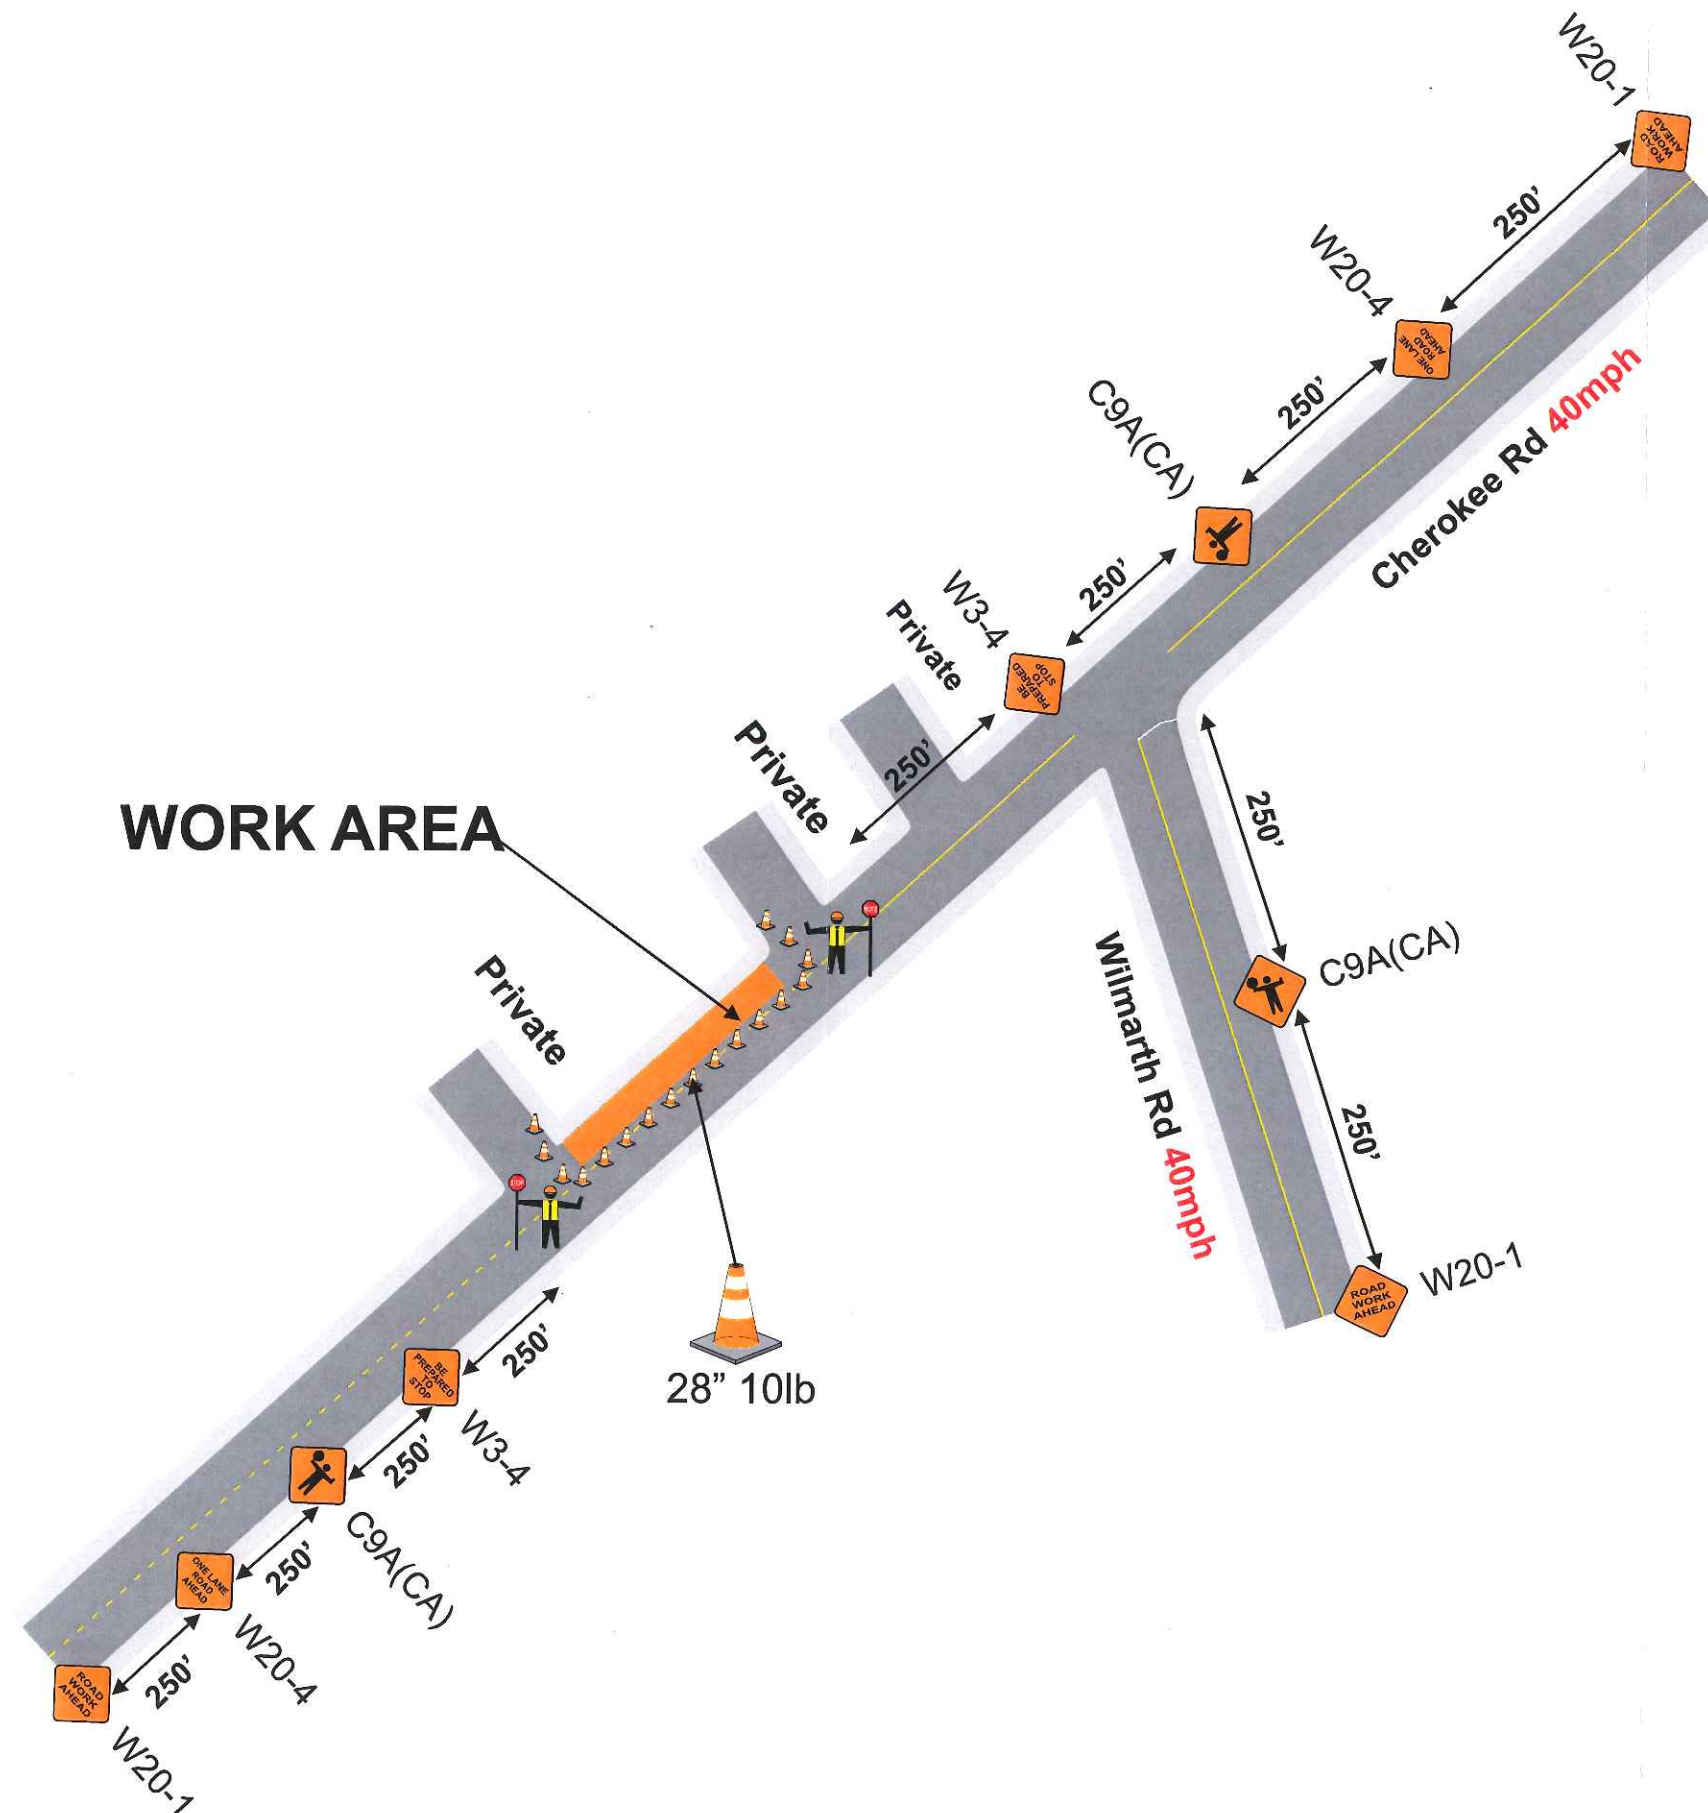 W20-1
ROAD
WORK
AHEAD
250’
W20-4
ONE LANE
ROAD
AHEAD
250’
Cherokee Rd 40mph
C9A(CA)
250’
W3-4
BE
PREPARED
TO
STOP
Private
250’
Private
WORK AREA
250’
C9A(CA)
Wilmarth Rd 40mph
250’
W20-1
ROAD
WORK
AHEAD
Private
STOP
28” 10lb
250’
BE
PREPARED
TO
STOP
W3-4
250’
C9A(CA)
250’
ONE LANE
ROAD
AHEAD
W20-4
250’
ROAD
WORK
AHEAD
W20-1